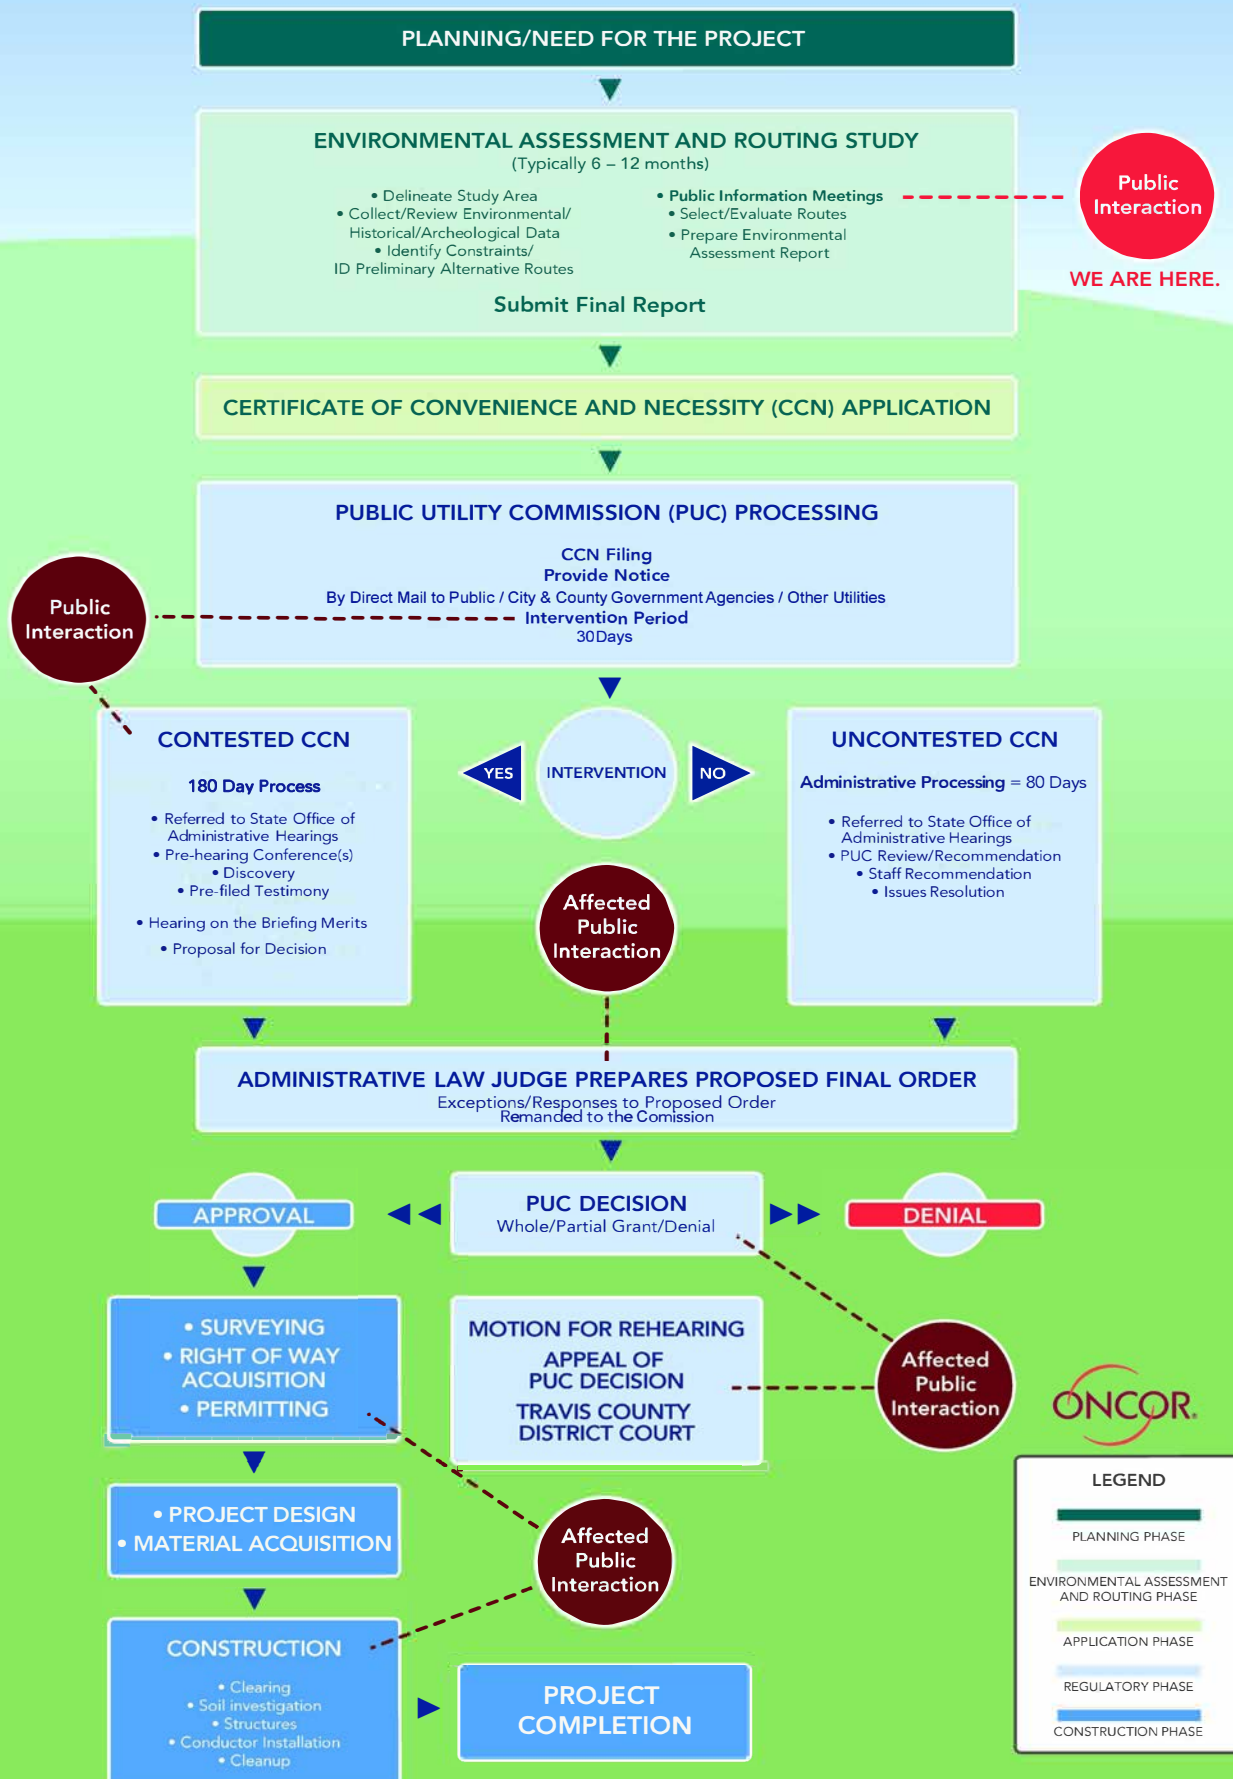 PLANNING/NEED FOR THE PROJECT
ENVIRONMENTAL ASSESSMENT AND ROUTING STUDY
(Typically 6 – 12 months)
• Delineate Study Area
• Collect/Review Environmental/
Historical/Archeological Data
• Identify Constraints/
ID Preliminary Alternative Routes
• Public Information Meetings
• Select/Evaluate Routes
• Prepare Environmental
Assessment Report
Submit Final Report
Public
Interaction
WE ARE HERE.
CERTIFICATE OF CONVENIENCE AND NECESSITY (CCN) APPLICATION
PUBLIC UTILITY COMMISSION (PUC) PROCESSING
CCN Filing
Provide Notice
By Direct Mail to Public / City & County Government Agencies / Other Utilities
Intervention Period
30Days
Public
Interaction
CONTESTED CCN
180 Day Process
• Referred to State Office of
Administrative Hearings
• Pre-hearing Conference(s)
• Discovery
• Pre-filed Testimony
• Hearing on the Briefing Merits
• Proposal for Decision
YES
INTERVENTION
NO
UNCONTESTED CCN
Administrative Processing = 80 Days
• Referred to State Office of
Administrative Hearings
• PUC Review/Recommendation
• Staff Recommendation
• Issues Resolution
Affected
Public
Interaction
ADMINISTRATIVE LAW JUDGE PREPARES PROPOSED FINAL ORDER
Exceptions/Responses to Proposed Order
Remanded to the Comission
APPROVAL
PUC DECISION
Whole/Partial Grant/Denial
DENIAL
• SURVEYING
• RIGHT OF WAY
ACQUISITION
• PERMITTING
MOTION FOR REHEARING
APPEAL OF
PUC DECISION
TRAVIS COUNTY
DISTRICT COURT
Affected
Public
Interaction
ONCOR.
• PROJECT DESIGN
• MATERIAL ACQUISITION
Affected
Public
Interaction
CONSTRUCTION
• Clearing
• Soil investigation
• Structures
• Conductor Installation
• Cleanup
PROJECT
COMPLETION
LEGEND
PLANNING PHASE
ENVIRONMENTAL ASSESSMENT
AND ROUTING PHASE
APPLICATION PHASE
REGULATORY PHASE
CONSTRUCTION PHASE